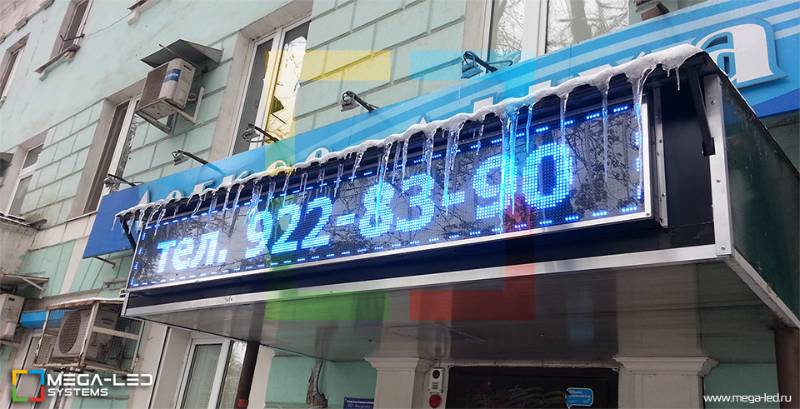 тел. 922-83-90
MEGA-LED
SYSTEMS
www.mega-led.ru